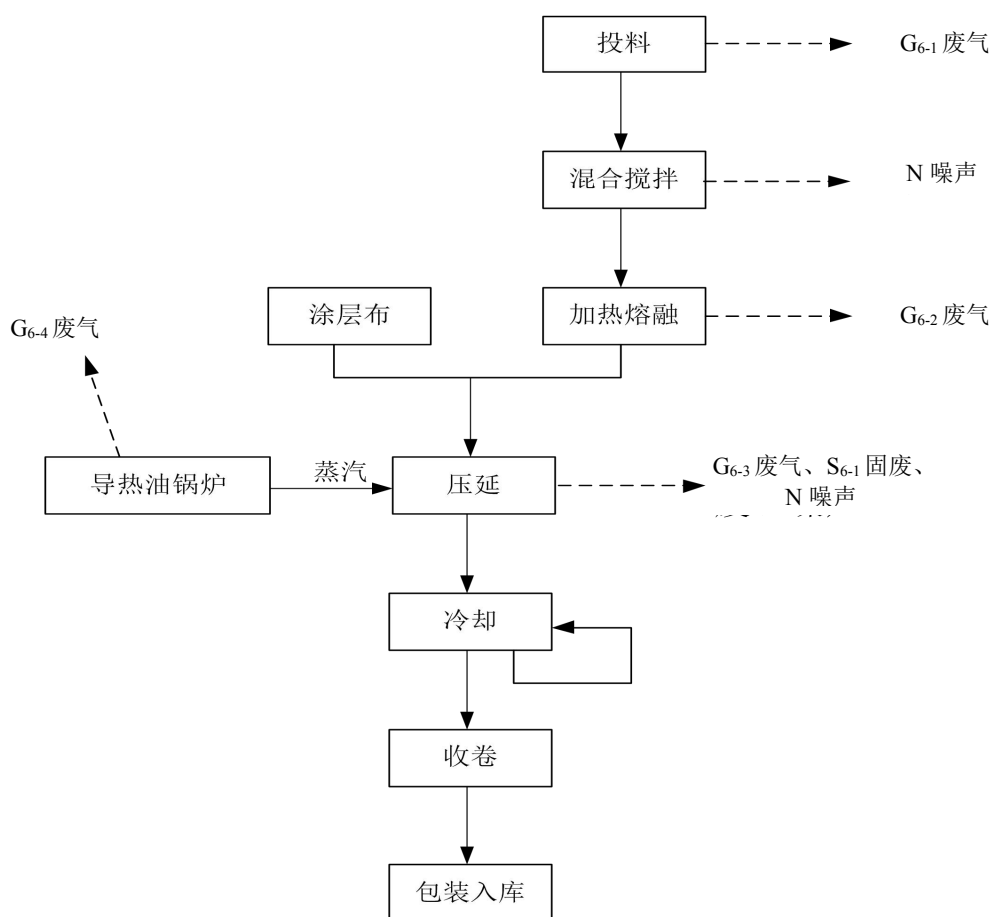 投料
G6-1 废气
混合搅拌
N 噪声
涂层布
加热熔融
G6-2 废气
G6-4 废气
导热油锅炉
蒸汽
压延
G6-3 废气、S6-1 固废、
N 噪声
冷却
收卷
包装入库